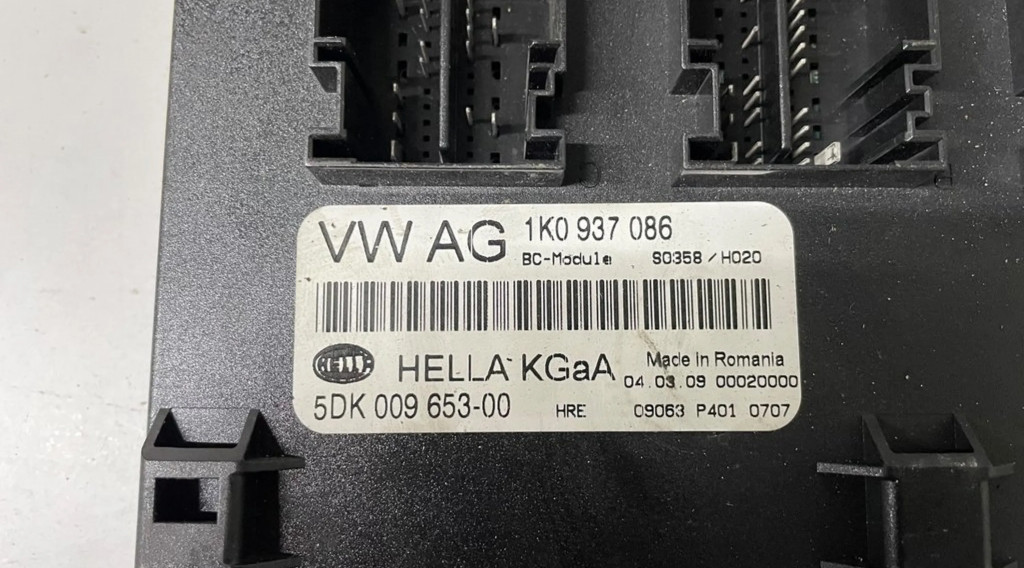 VW AG 1K0 937 086
BC-Module S0358 / H020
HELLA KGaA Made in Romania
04.03.09 00020000
5DK 009 653-00 HRE 09063 P401 0707